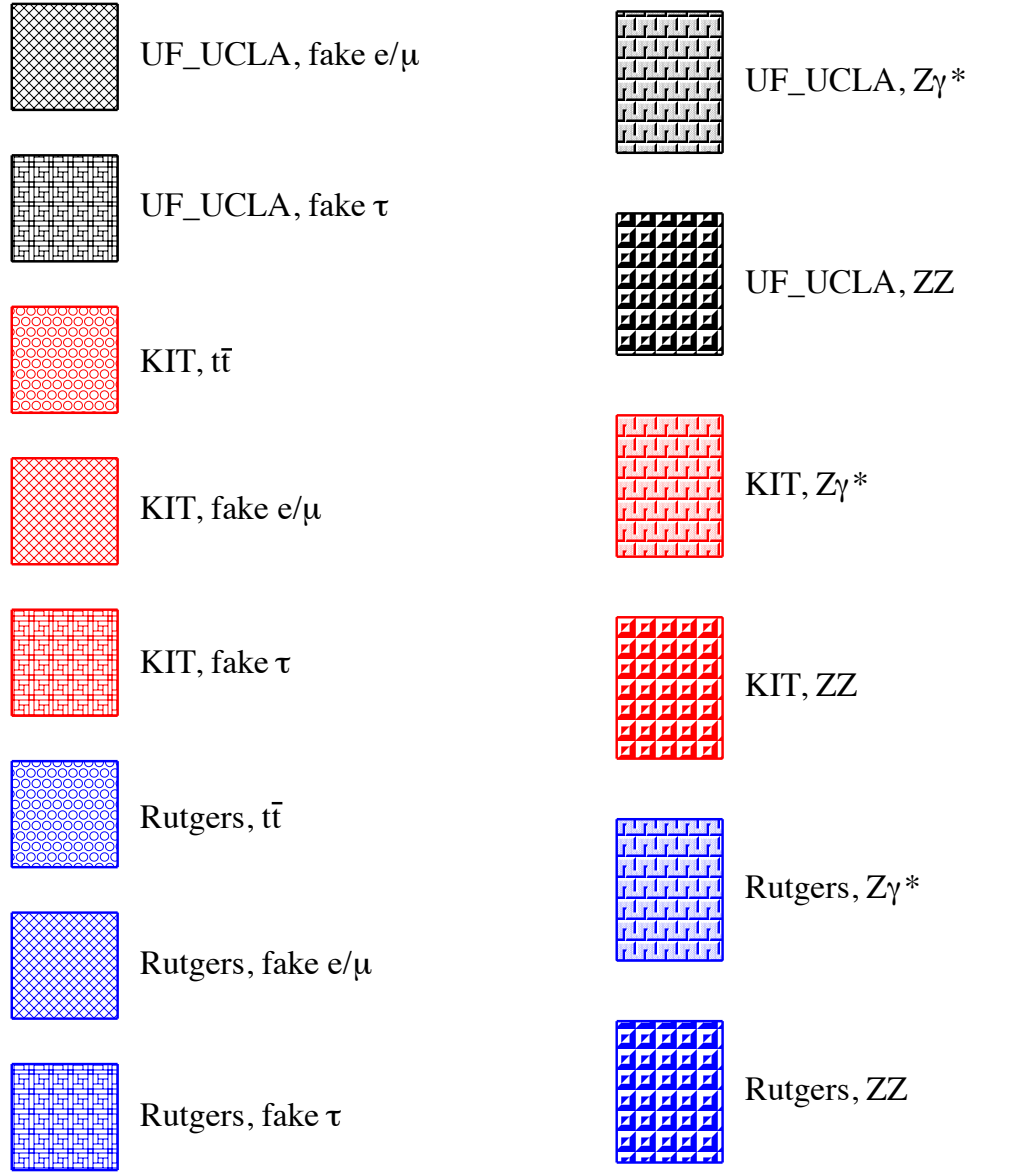 UF_UCLA, fake e/μ
UF_UCLA, fake τ
KIT, tt̄
KIT, fake e/μ
KIT, fake τ
Rutgers, tt̄
Rutgers, fake e/μ
Rutgers, fake τ
UF_UCLA, Zγ*
UF_UCLA, ZZ
KIT, Zγ*
KIT, ZZ
Rutgers, Zγ*
Rutgers, ZZ